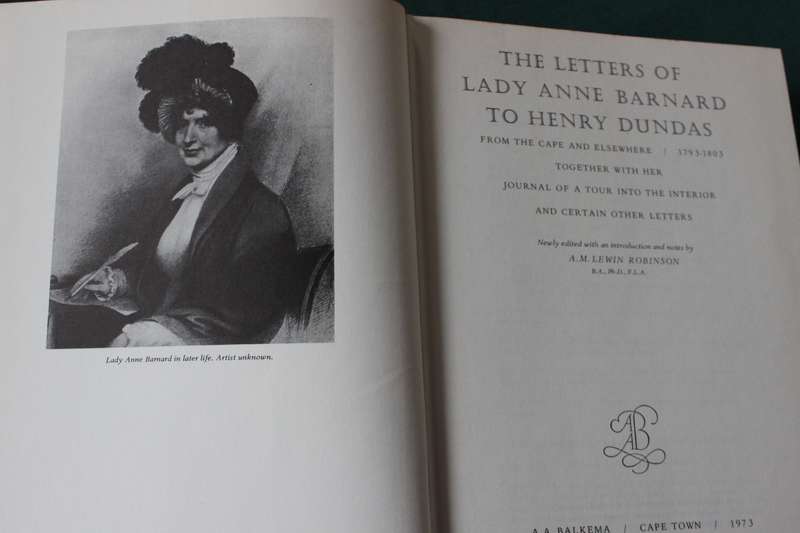 Lady Anne Barnard in later life. Artist unknown.
THE LETTERS OF
LADY ANNE BARNARD
TO HENRY DUNDAS
FROM THE CAPE AND ELSEWHERE / 1793-1803
TOGETHER WITH HER
JOURNAL OF A TOUR INTO THE INTERIOR
AND CERTAIN OTHER LETTERS
Newly edited with an introduction and notes by
A.M. LEWIN ROBINSON
B.A., Ph.D., F.L.A.
AAB
A.A. BALKEMA / CAPE TOWN / 1973